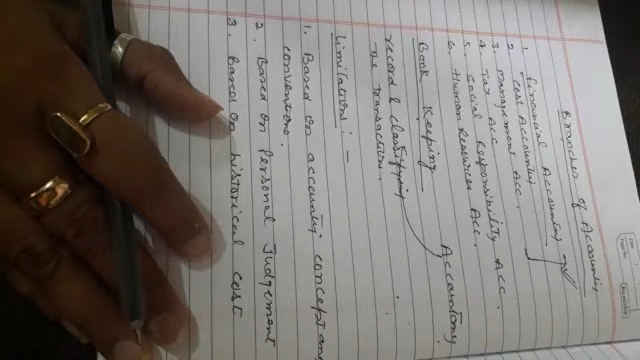 Branches of Accounting
1. Financial Accounting
2. Cost Accounting
3. Management Acc.
4. Tax Acc.
5. Social Responsibility Acc.
6. Human Resources Acc.
Book Keeping Accounting
record & classifying
the transaction.
Limitations: -
1. Based on accounting concept and
conventions.
2. Based on Personal Judgement
3. Based on historical cost